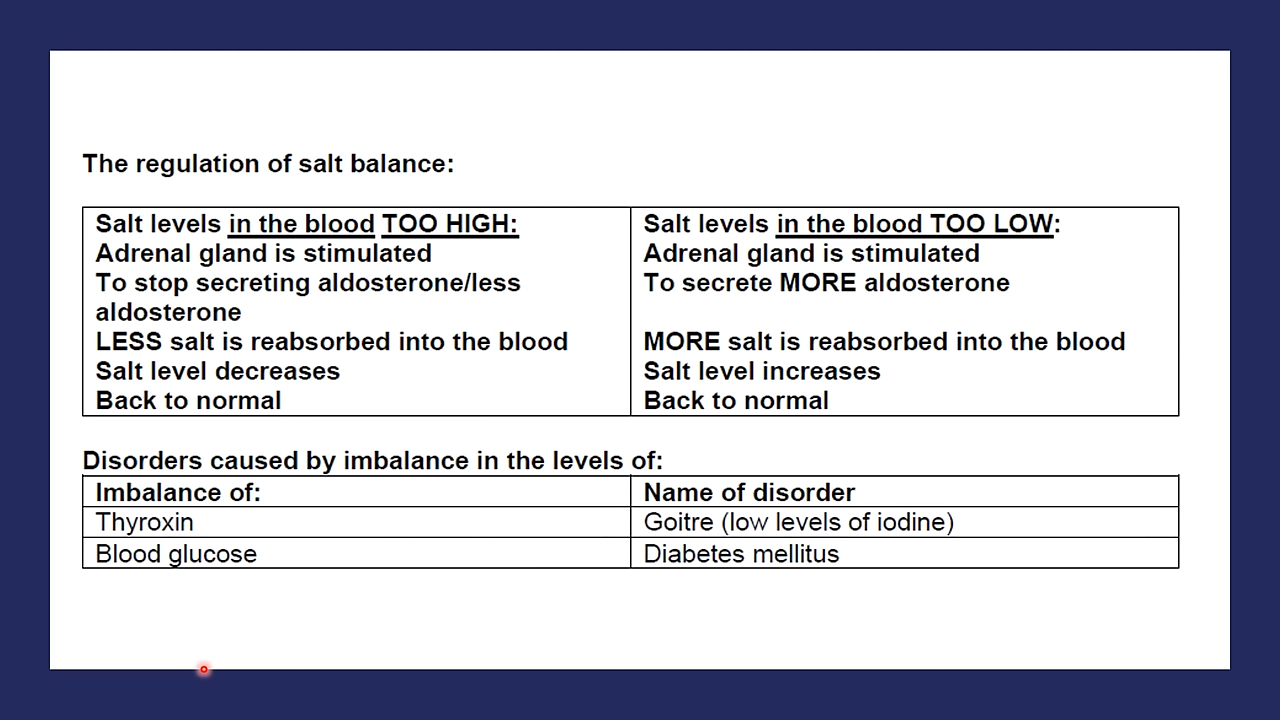 The regulation of salt balance:
Salt levels in the blood TOO HIGH:
Adrenal gland is stimulated
To stop secreting aldosterone/less
aldosterone
LESS salt is reabsorbed into the blood
Salt level decreases
Back to normal
Salt levels in the blood TOO LOW:
Adrenal gland is stimulated
To secrete MORE aldosterone
MORE salt is reabsorbed into the blood
Salt level increases
Back to normal
Disorders caused by imbalance in the levels of:
Imbalance of: Name of disorder
Thyroxin Goitre (low levels of iodine)
Blood glucose Diabetes mellitus